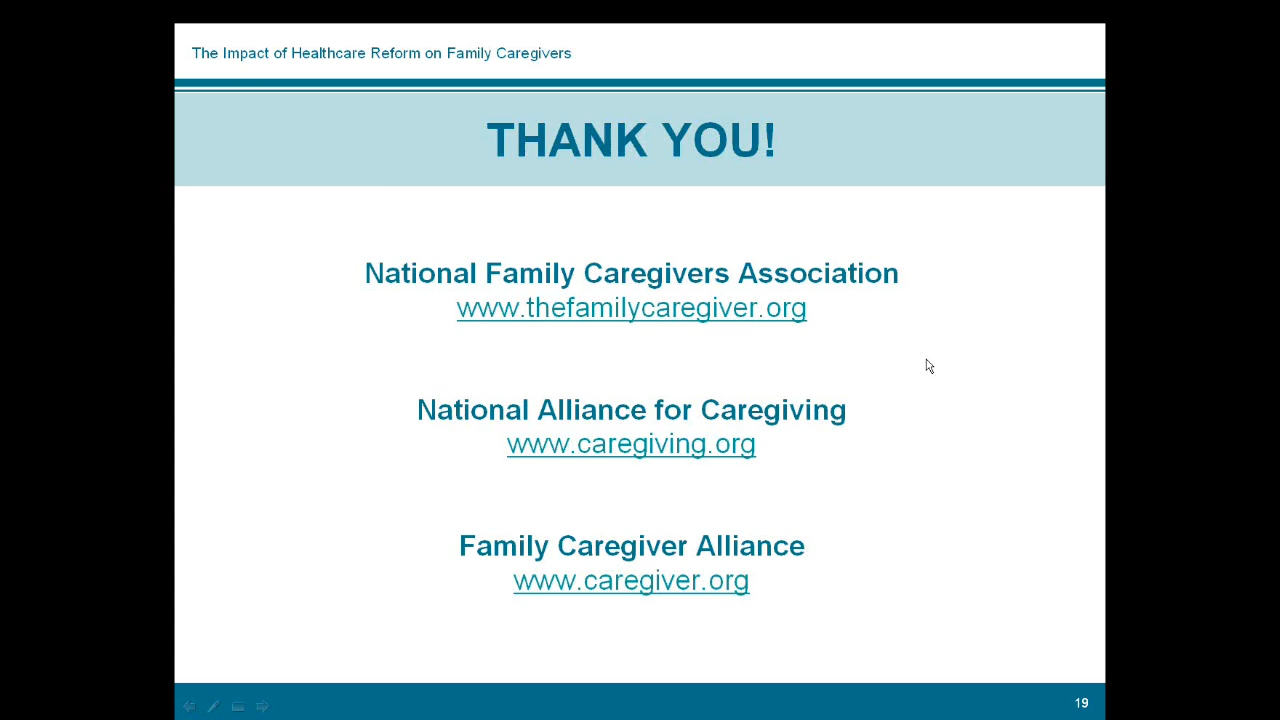 The Impact of Healthcare Reform on Family Caregivers
THANK YOU!
National Family Caregivers Association
www.thefamilycaregiver.org
National Alliance for Caregiving
www.caregiving.org
Family Caregiver Alliance
www.caregiver.org
19